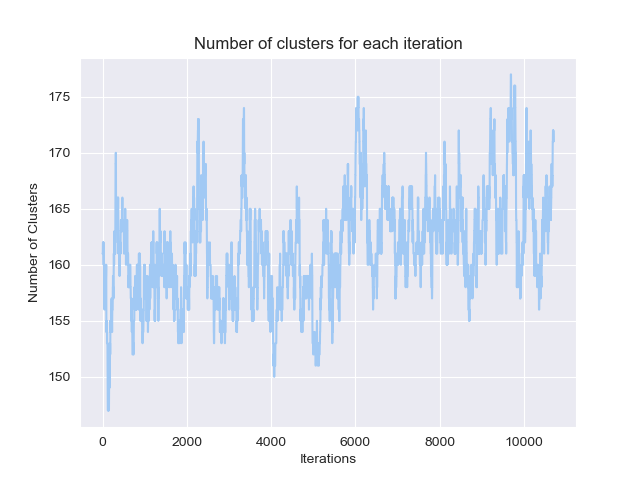 Number of clusters for each iteration
175
170
165
160
155
150
Number of Clusters
0 2000 4000 6000 8000 10000
Iterations